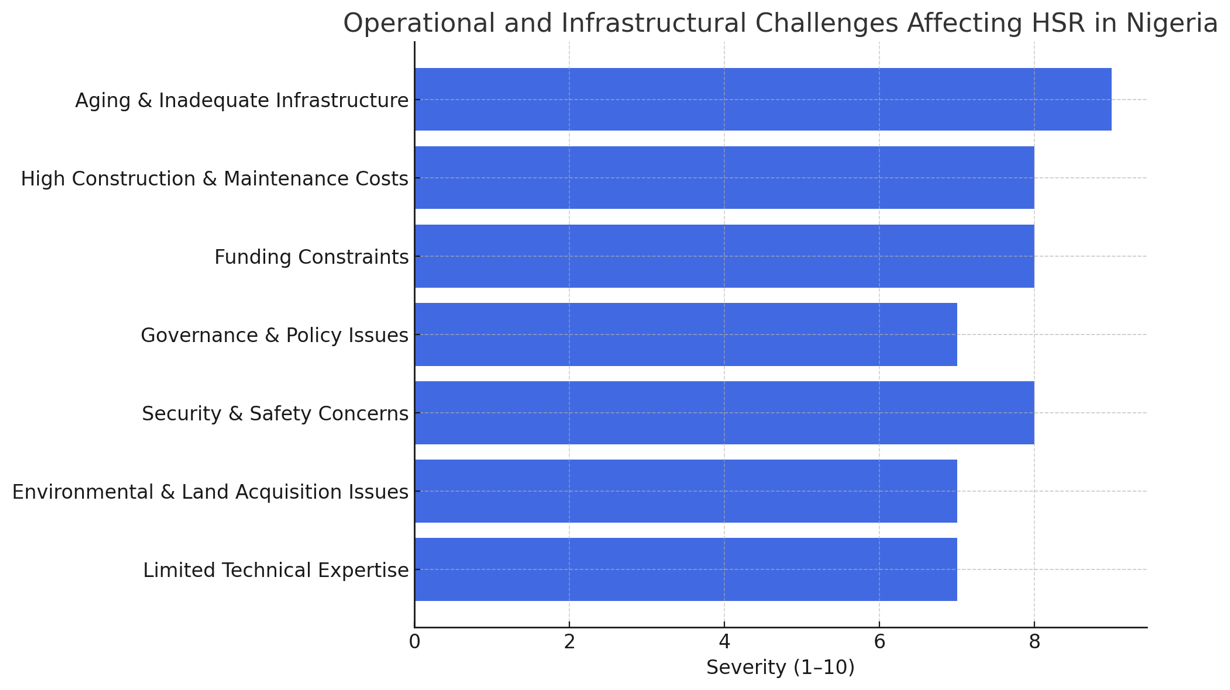 Operational and Infrastructural Challenges Affecting HSR in Nigeria
Aging & Inadequate Infrastructure
High Construction & Maintenance Costs
Funding Constraints
Governance & Policy Issues
Security & Safety Concerns
Environmental & Land Acquisition Issues
Limited Technical Expertise
0 2 4 6 8
Severity (1–10)